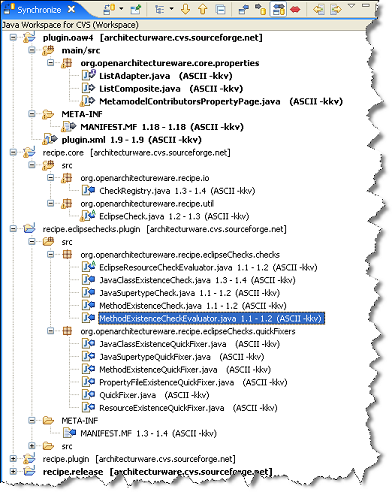 Synchronize
Java Workspace for CVS (Workspace)
plugin.oaw4 [architecturware.cvs.sourceforge.net]
main/src
org.openarchitectureware.core.properties
ListAdapter.java (ASCII -kkv)
ListComposite.java (ASCII -kkv)
MetamodelContributorsPropertyPage.java (ASCII -kkv)
META-INF
MANIFEST.MF 1.18 - 1.18 (ASCII -kkv)
plugin.xml 1.9 - 1.9 (ASCII -kkv)
recipe.core [architecturware.cvs.sourceforge.net]
src
org.openarchitectureware.recipe.io
CheckRegistry.java 1.3 - 1.4 (ASCII -kkv)
org.openarchitectureware.recipe.util
EclipseCheck.java 1.2 - 1.3 (ASCII -kkv)
recipe.eclipsechecks.plugin [architecturware.cvs.sourceforge.net]
src
org.openarchitectureware.recipe.eclipseChecks.checks
EclipseResourceCheckEvaluator.java 1.1 - 1.2 (ASCII -kkv)
JavaClassExistenceCheck.java 1.3 - 1.4 (ASCII -kkv)
JavaSupertypeCheck.java 1.1 - 1.2 (ASCII -kkv)
MethodExistenceCheck.java 1.1 - 1.2 (ASCII -kkv)
MethodExistenceCheckEvaluator.java 1.1 - 1.2 (ASCII -kkv)
org.openarchitectureware.recipe.eclipseChecks.quickFixers
JavaClassExistenceQuickFixer.java (ASCII -kkv)
JavaSupertypeQuickFixer.java (ASCII -kkv)
MethodExistenceQuickFixer.java (ASCII -kkv)
PropertyFileExistenceQuickFixer.java (ASCII -kkv)
QuickFixer.java (ASCII -kkv)
ResourceExistenceQuickFixer.java (ASCII -kkv)
META-INF
MANIFEST.MF 1.3 - 1.4 (ASCII -kkv)
src
recipe.plugin [architecturware.cvs.sourceforge.net]
recipe.release [architecturware.cvs.sourceforge.net]